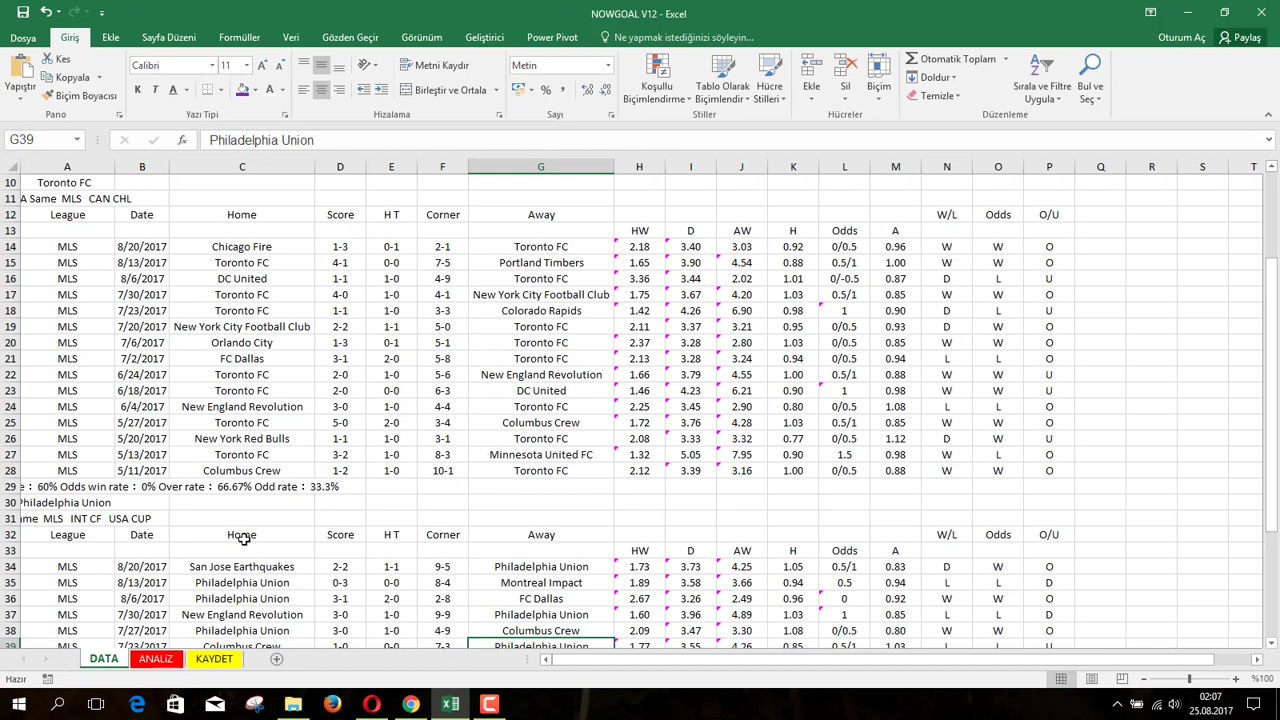 NOWGOAL V12 - Excel
Dosya Giriş Ekle Sayfa Düzeni Formüller Veri Gözden Geçir Görünüm Geliştirici Power Pivot Ne yapmak istediğinizi söyleyin... Oturum Aç Paylaş
Yapıştır Kes Kopyala Biçim Boyacısı Pano
Calibri 11 K T A Yazı Tipi
Metni Kaydır Birleştir ve Ortala Hizalama
Metin % Sayı
Koşullu Biçimlendirme Tablo Olarak Biçimlendir Hücre Stilleri Stiller
Ekle Sil Biçim Hücreler
Otomatik Toplam Doldur Temizle Sırala ve Filtre Uygula Bul ve Seç Düzenleme
G39 fx Philadelphia Union
A B C D E F G H I J K L M N O P Q R S T
10 Toronto FC
11 A Same MLS CAN CHL
12 League Date Home Score H T Corner Away W/L Odds O/U
13 HW D AW H Odds A
14 MLS 8/20/2017 Chicago Fire 1-3 0-1 2-1 Toronto FC 2.18 3.40 3.03 0.92 0/0.5 0.96 W W O
15 MLS 8/13/2017 Toronto FC 4-1 0-0 7-5 Portland Timbers 1.65 3.90 4.54 0.88 0.5/1 1.00 W W O
16 MLS 8/6/2017 DC United 1-1 1-0 4-9 Toronto FC 3.36 3.44 2.02 1.01 0/-0.5 0.87 D L U
17 MLS 7/30/2017 Toronto FC 4-0 1-0 4-1 New York City Football Club 1.75 3.67 4.20 1.03 0.5/1 0.85 W W O
18 MLS 7/23/2017 Toronto FC 1-1 1-0 3-3 Colorado Rapids 1.42 4.26 6.90 0.98 1 0.90 D L U
19 MLS 7/20/2017 New York City Football Club 2-2 1-1 5-0 Toronto FC 2.11 3.37 3.21 0.95 0/0.5 0.93 D W O
20 MLS 7/6/2017 Orlando City 1-3 0-1 5-1 Toronto FC 2.37 3.28 2.80 1.03 0/0.5 0.85 W W O
21 MLS 7/2/2017 FC Dallas 3-1 2-0 5-8 Toronto FC 2.13 3.28 3.24 0.94 0/0.5 0.94 L L O
22 MLS 6/24/2017 Toronto FC 2-0 1-0 5-6 New England Revolution 1.66 3.79 4.55 1.00 0.5/1 0.88 W W U
23 MLS 6/18/2017 Toronto FC 2-0 0-0 6-3 DC United 1.46 4.23 6.21 0.90 1 0.98 W W U
24 MLS 6/4/2017 New England Revolution 3-0 1-0 4-4 Toronto FC 2.25 3.45 2.90 0.80 0/0.5 1.08 L L O
25 MLS 5/27/2017 Toronto FC 5-0 2-0 3-4 Columbus Crew 1.72 3.76 4.28 1.03 0.5/1 0.85 W W O
26 MLS 5/20/2017 New York Red Bulls 1-1 1-0 3-1 Toronto FC 2.08 3.33 3.32 0.77 0/0.5 1.12 D W U
27 MLS 5/13/2017 Toronto FC 3-2 1-0 8-3 Minnesota United FC 1.32 5.05 7.95 0.90 1.5 0.98 W L O
28 MLS 5/11/2017 Columbus Crew 1-2 1-0 10-1 Toronto FC 2.12 3.39 3.16 1.00 0/0.5 0.88 W W O
29 e : 60% Odds win rate : 0% Over rate : 66.67% Odd rate : 33.3%
30 Philadelphia Union
31 ame MLS INT CF USA CUP
32 League Date Home Score H T Corner Away W/L Odds O/U
33 HW D AW H Odds A
34 MLS 8/20/2017 San Jose Earthquakes 2-2 1-1 9-5 Philadelphia Union 1.73 3.73 4.25 1.05 0.5/1 0.83 D W O
35 MLS 8/13/2017 Philadelphia Union 0-3 0-0 8-4 Montreal Impact 1.89 3.58 3.66 0.94 0.5 0.94 L L D
36 MLS 8/6/2017 Philadelphia Union 3-1 2-0 2-8 FC Dallas 2.67 3.26 2.49 0.96 0 0.92 W W O
37 MLS 7/30/2017 New England Revolution 3-0 1-0 9-9 Philadelphia Union 1.60 3.96 4.89 1.03 1 0.85 L L D
38 MLS 7/27/2017 Philadelphia Union 3-0 1-0 4-9 Columbus Crew 2.09 3.47 3.30 1.08 0/0.5 0.80 W W O
39 MLS 7/23/2017 Columbus Crew 1-0 0-0 7-3 Philadelphia Union 1.77 3.55 4.26 0.85 0.5/1 1.03 L L U
DATA ANALİZ KAYDET
Hazır %100
02:07
25.08.2017